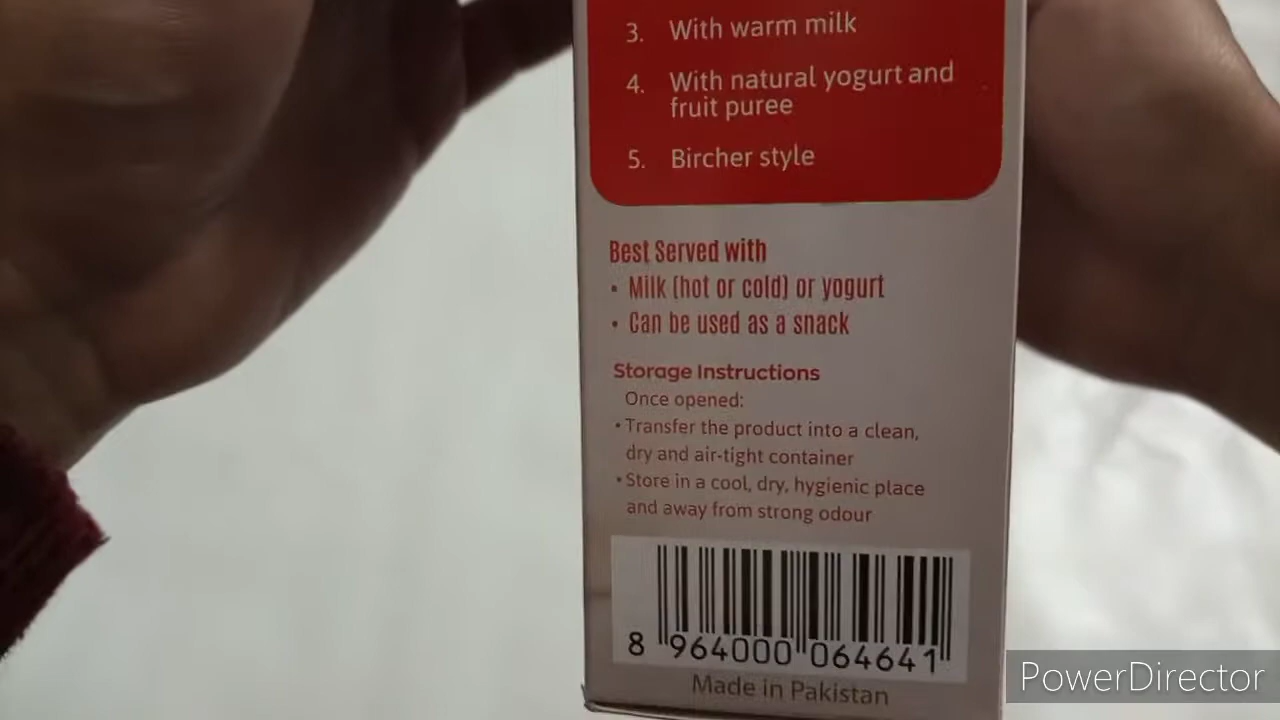 3. With warm milk
4. With natural yogurt and
fruit puree
5. Bircher style
Best Served with
• Milk (hot or cold) or yogurt
• Can be used as a snack
Storage Instructions
Once opened:
• Transfer the product into a clean,
dry and air-tight container
• Store in a cool, dry, hygienic place
and away from strong odour
8 964000 064641
Made in Pakistan
PowerDirector